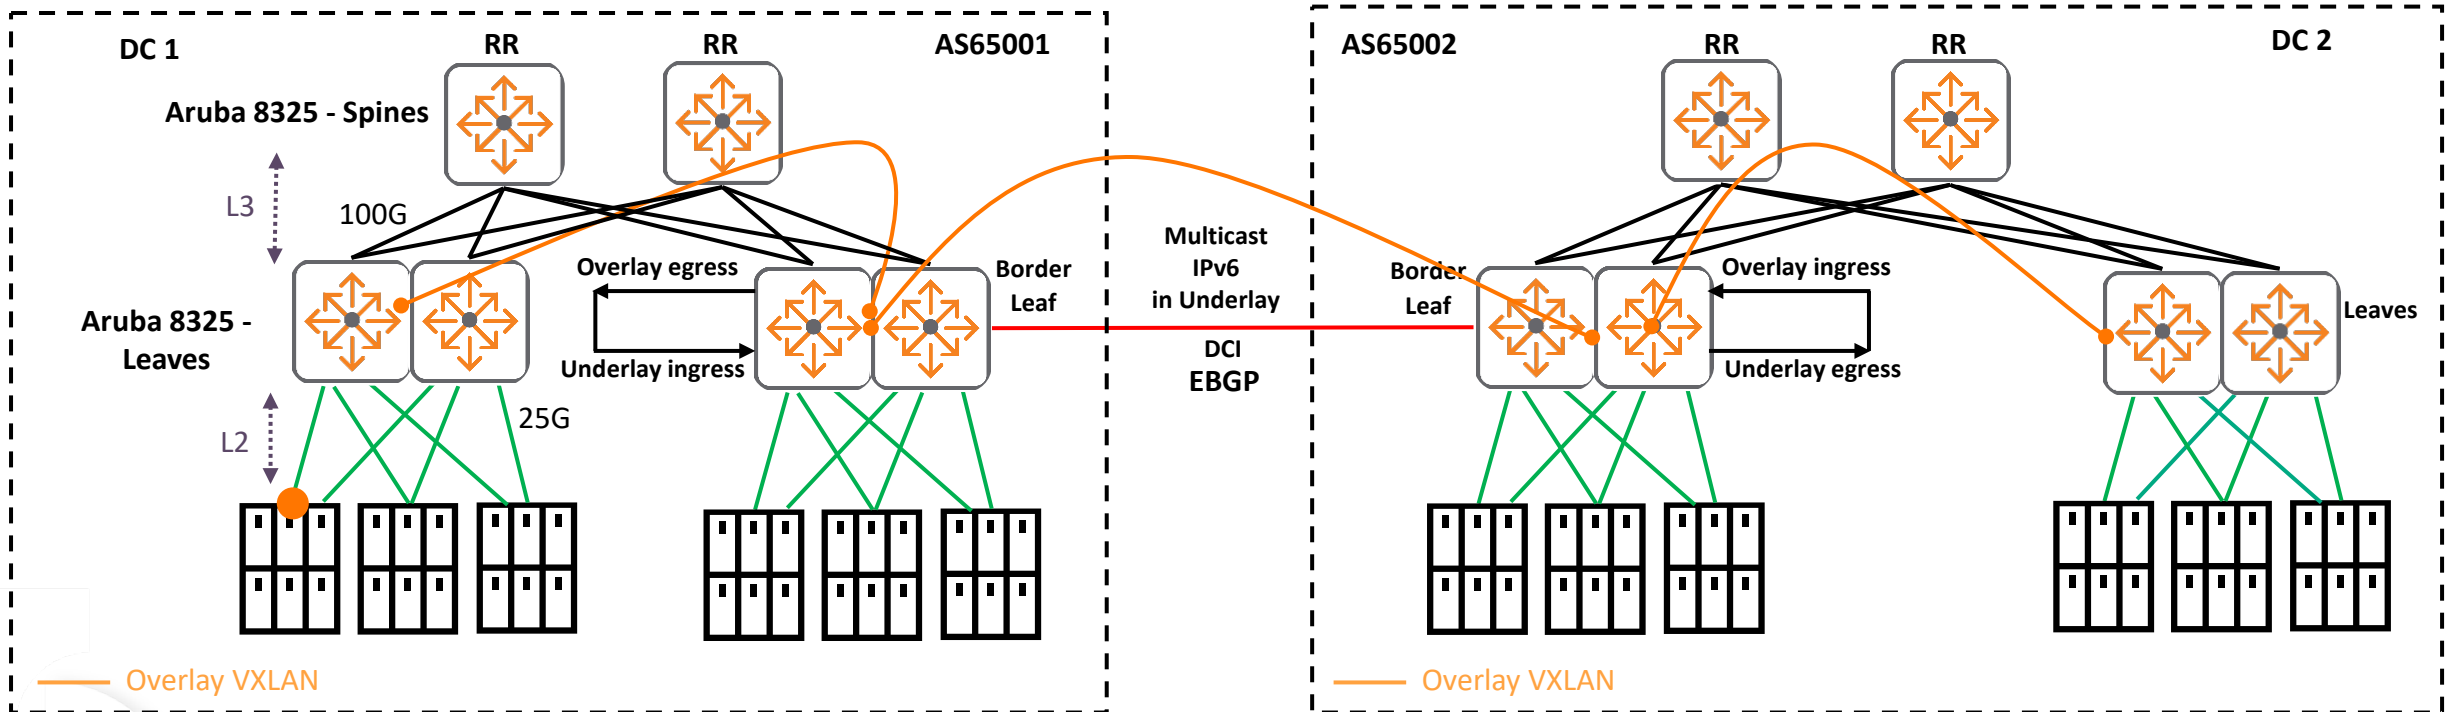 DC 1
RR
RR
AS65001
AS65002
RR
RR
DC 2
Aruba 8325 - Spines
L3
100G
Overlay egress
Underlay ingress
Border
Leaf
Multicast
IPv6
in Underlay
DCI
EBGP
Border
Leaf
Overlay ingress
Underlay egress
Leaves
Aruba 8325 -
Leaves
L2
25G
Overlay VXLAN
Overlay VXLAN